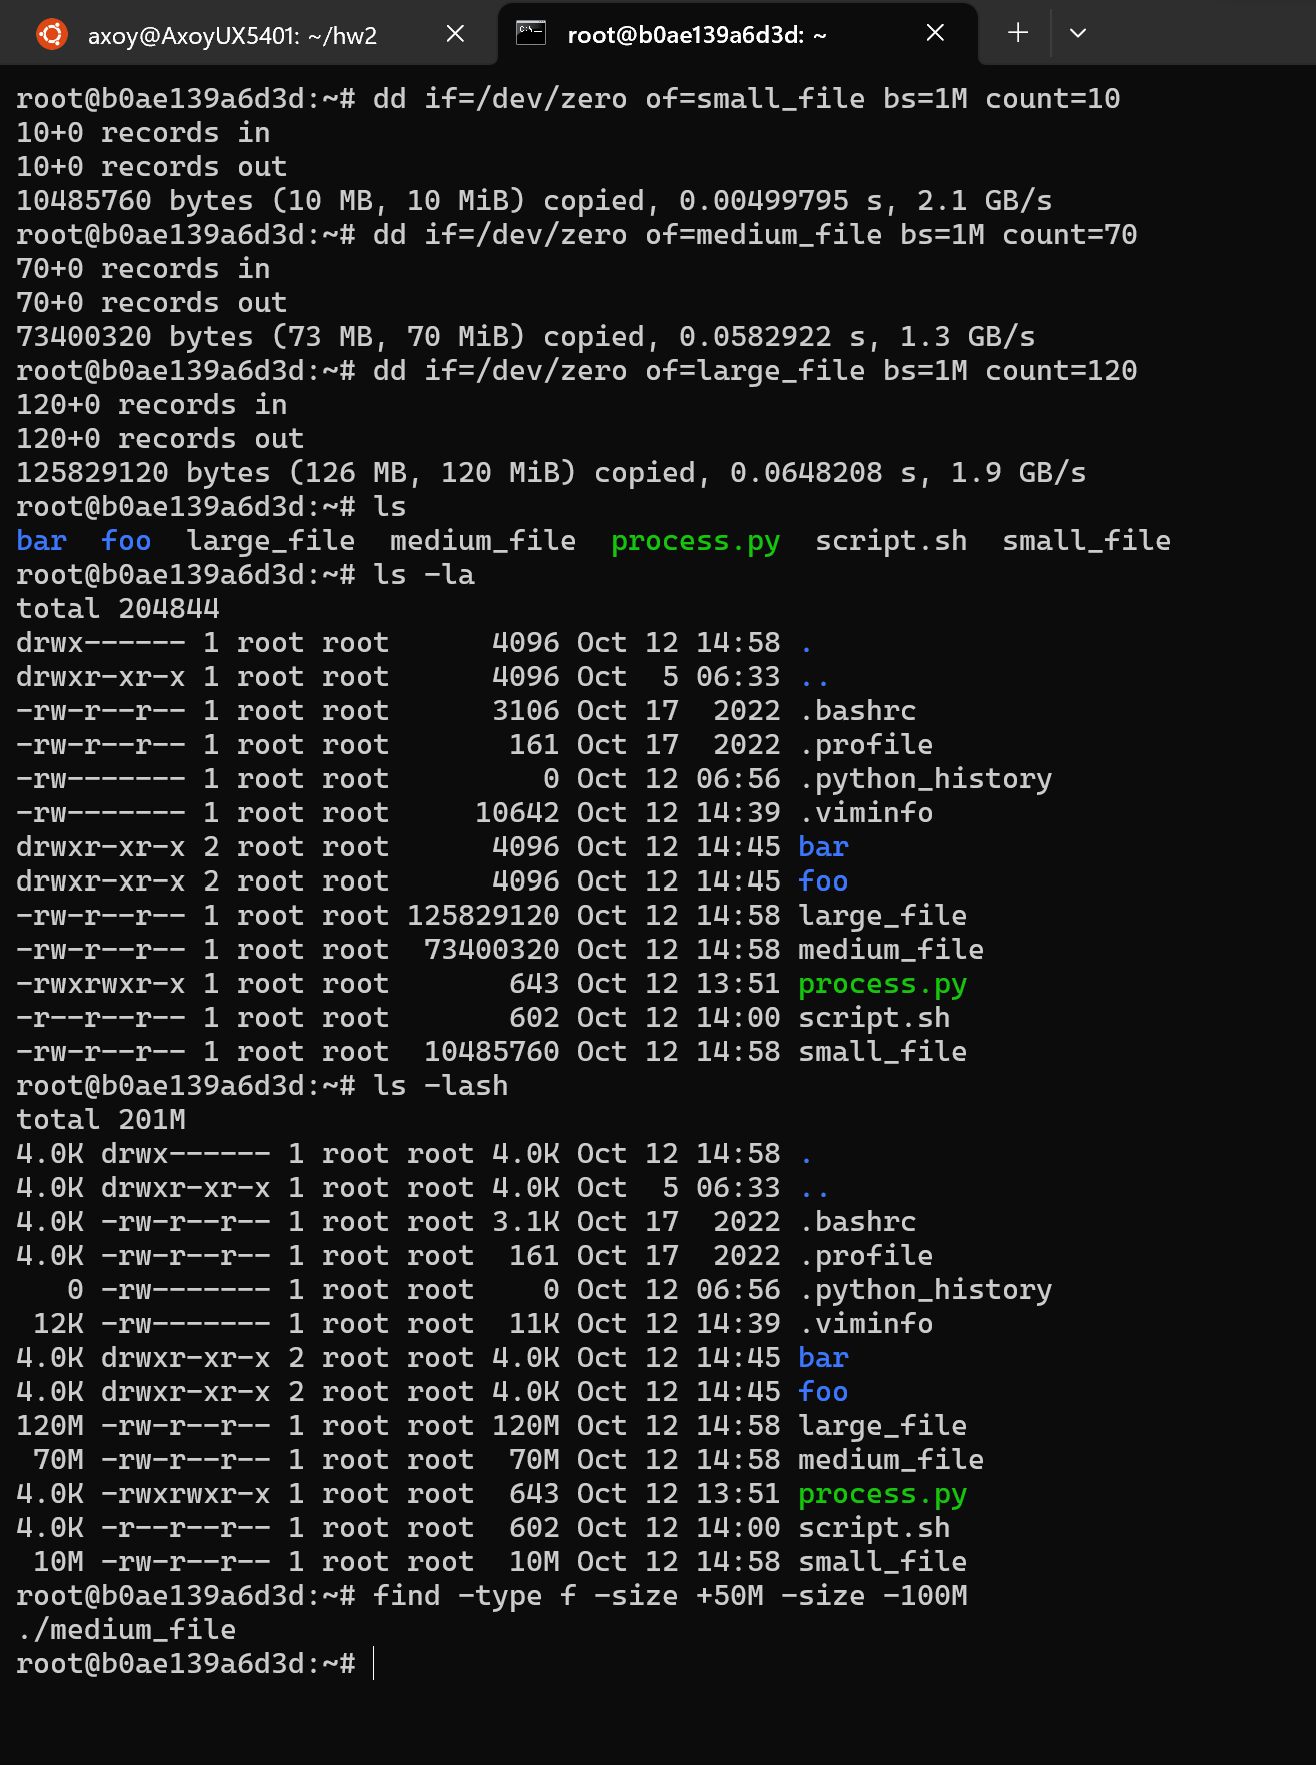 axoy@AxoyUX5401: ~/hw2
root@b0ae139a6d3d: ~
root@b0ae139a6d3d:~# dd if=/dev/zero of=small_file bs=1M count=10
10+0 records in
10+0 records out
10485760 bytes (10 MB, 10 MiB) copied, 0.00499795 s, 2.1 GB/s
root@b0ae139a6d3d:~# dd if=/dev/zero of=medium_file bs=1M count=70
70+0 records in
70+0 records out
73400320 bytes (73 MB, 70 MiB) copied, 0.0582922 s, 1.3 GB/s
root@b0ae139a6d3d:~# dd if=/dev/zero of=large_file bs=1M count=120
120+0 records in
120+0 records out
125829120 bytes (126 MB, 120 MiB) copied, 0.0648208 s, 1.9 GB/s
root@b0ae139a6d3d:~# ls
bar  foo  large_file  medium_file  process.py  script.sh  small_file
root@b0ae139a6d3d:~# ls -la
total 204844
drwx------ 1 root root      4096 Oct 12 14:58 .
drwxr-xr-x 1 root root      4096 Oct  5 06:33 ..
-rw-r--r-- 1 root root      3106 Oct 17  2022 .bashrc
-rw-r--r-- 1 root root       161 Oct 17  2022 .profile
-rw------- 1 root root         0 Oct 12 06:56 .python_history
-rw------- 1 root root     10642 Oct 12 14:39 .viminfo
drwxr-xr-x 2 root root      4096 Oct 12 14:45 bar
drwxr-xr-x 2 root root      4096 Oct 12 14:45 foo
-rw-r--r-- 1 root root 125829120 Oct 12 14:58 large_file
-rw-r--r-- 1 root root  73400320 Oct 12 14:58 medium_file
-rwxrwxr-x 1 root root       643 Oct 12 13:51 process.py
-r--r--r-- 1 root root       602 Oct 12 14:00 script.sh
-rw-r--r-- 1 root root  10485760 Oct 12 14:58 small_file
root@b0ae139a6d3d:~# ls -lash
total 201M
4.0K drwx------ 1 root root 4.0K Oct 12 14:58 .
4.0K drwxr-xr-x 1 root root 4.0K Oct  5 06:33 ..
4.0K -rw-r--r-- 1 root root 3.1K Oct 17  2022 .bashrc
4.0K -rw-r--r-- 1 root root  161 Oct 17  2022 .profile
   0 -rw------- 1 root root    0 Oct 12 06:56 .python_history
 12K -rw------- 1 root root  11K Oct 12 14:39 .viminfo
4.0K drwxr-xr-x 2 root root 4.0K Oct 12 14:45 bar
4.0K drwxr-xr-x 2 root root 4.0K Oct 12 14:45 foo
120M -rw-r--r-- 1 root root 120M Oct 12 14:58 large_file
 70M -rw-r--r-- 1 root root  70M Oct 12 14:58 medium_file
4.0K -rwxrwxr-x 1 root root  643 Oct 12 13:51 process.py
4.0K -r--r--r-- 1 root root  602 Oct 12 14:00 script.sh
 10M -rw-r--r-- 1 root root  10M Oct 12 14:58 small_file
root@b0ae139a6d3d:~# find -type f -size +50M -size -100M
./medium_file
root@b0ae139a6d3d:~#